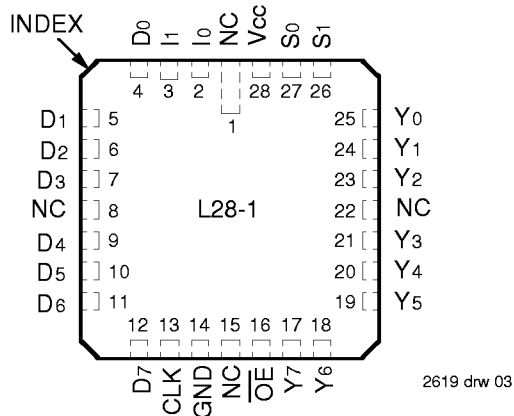 INDEX
D0 I1 I0 NC Vcc S0 S1
4 3 2 28 27 26
1
D1 5 25 Y0
D2 6 24 Y1
D3 7 23 Y2
NC 8 L28-1 22 NC
D4 9 21 Y3
D5 10 20 Y4
D6 11 19 Y5
12 13 14 15 16 17 18
D7 CLK GND NC OE Y7 Y6
2619 drw 03